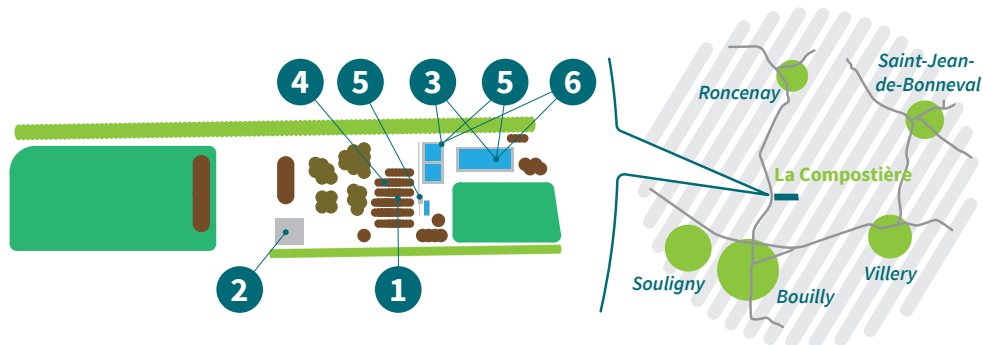 4 5 3 5 6
2 1
Roncenay
Saint-Jean-
de-Bonneval
La Compostière
Souligny
Bouilly
Villery